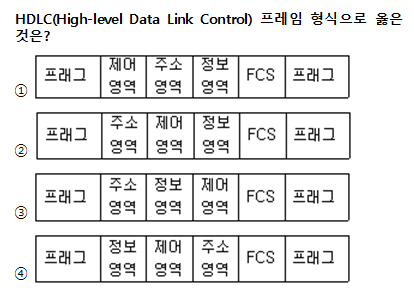 HDLC(High-level Data Link Control) 프레임 형식으로 옳은
것은?
① 프래그 제어 영역 주소 영역 정보 영역 FCS 프래그
② 프래그 주소 영역 제어 영역 정보 영역 FCS 프래그
③ 프래그 주소 영역 정보 영역 제어 영역 FCS 프래그
④ 프래그 정보 영역 제어 영역 주소 영역 FCS 프래그